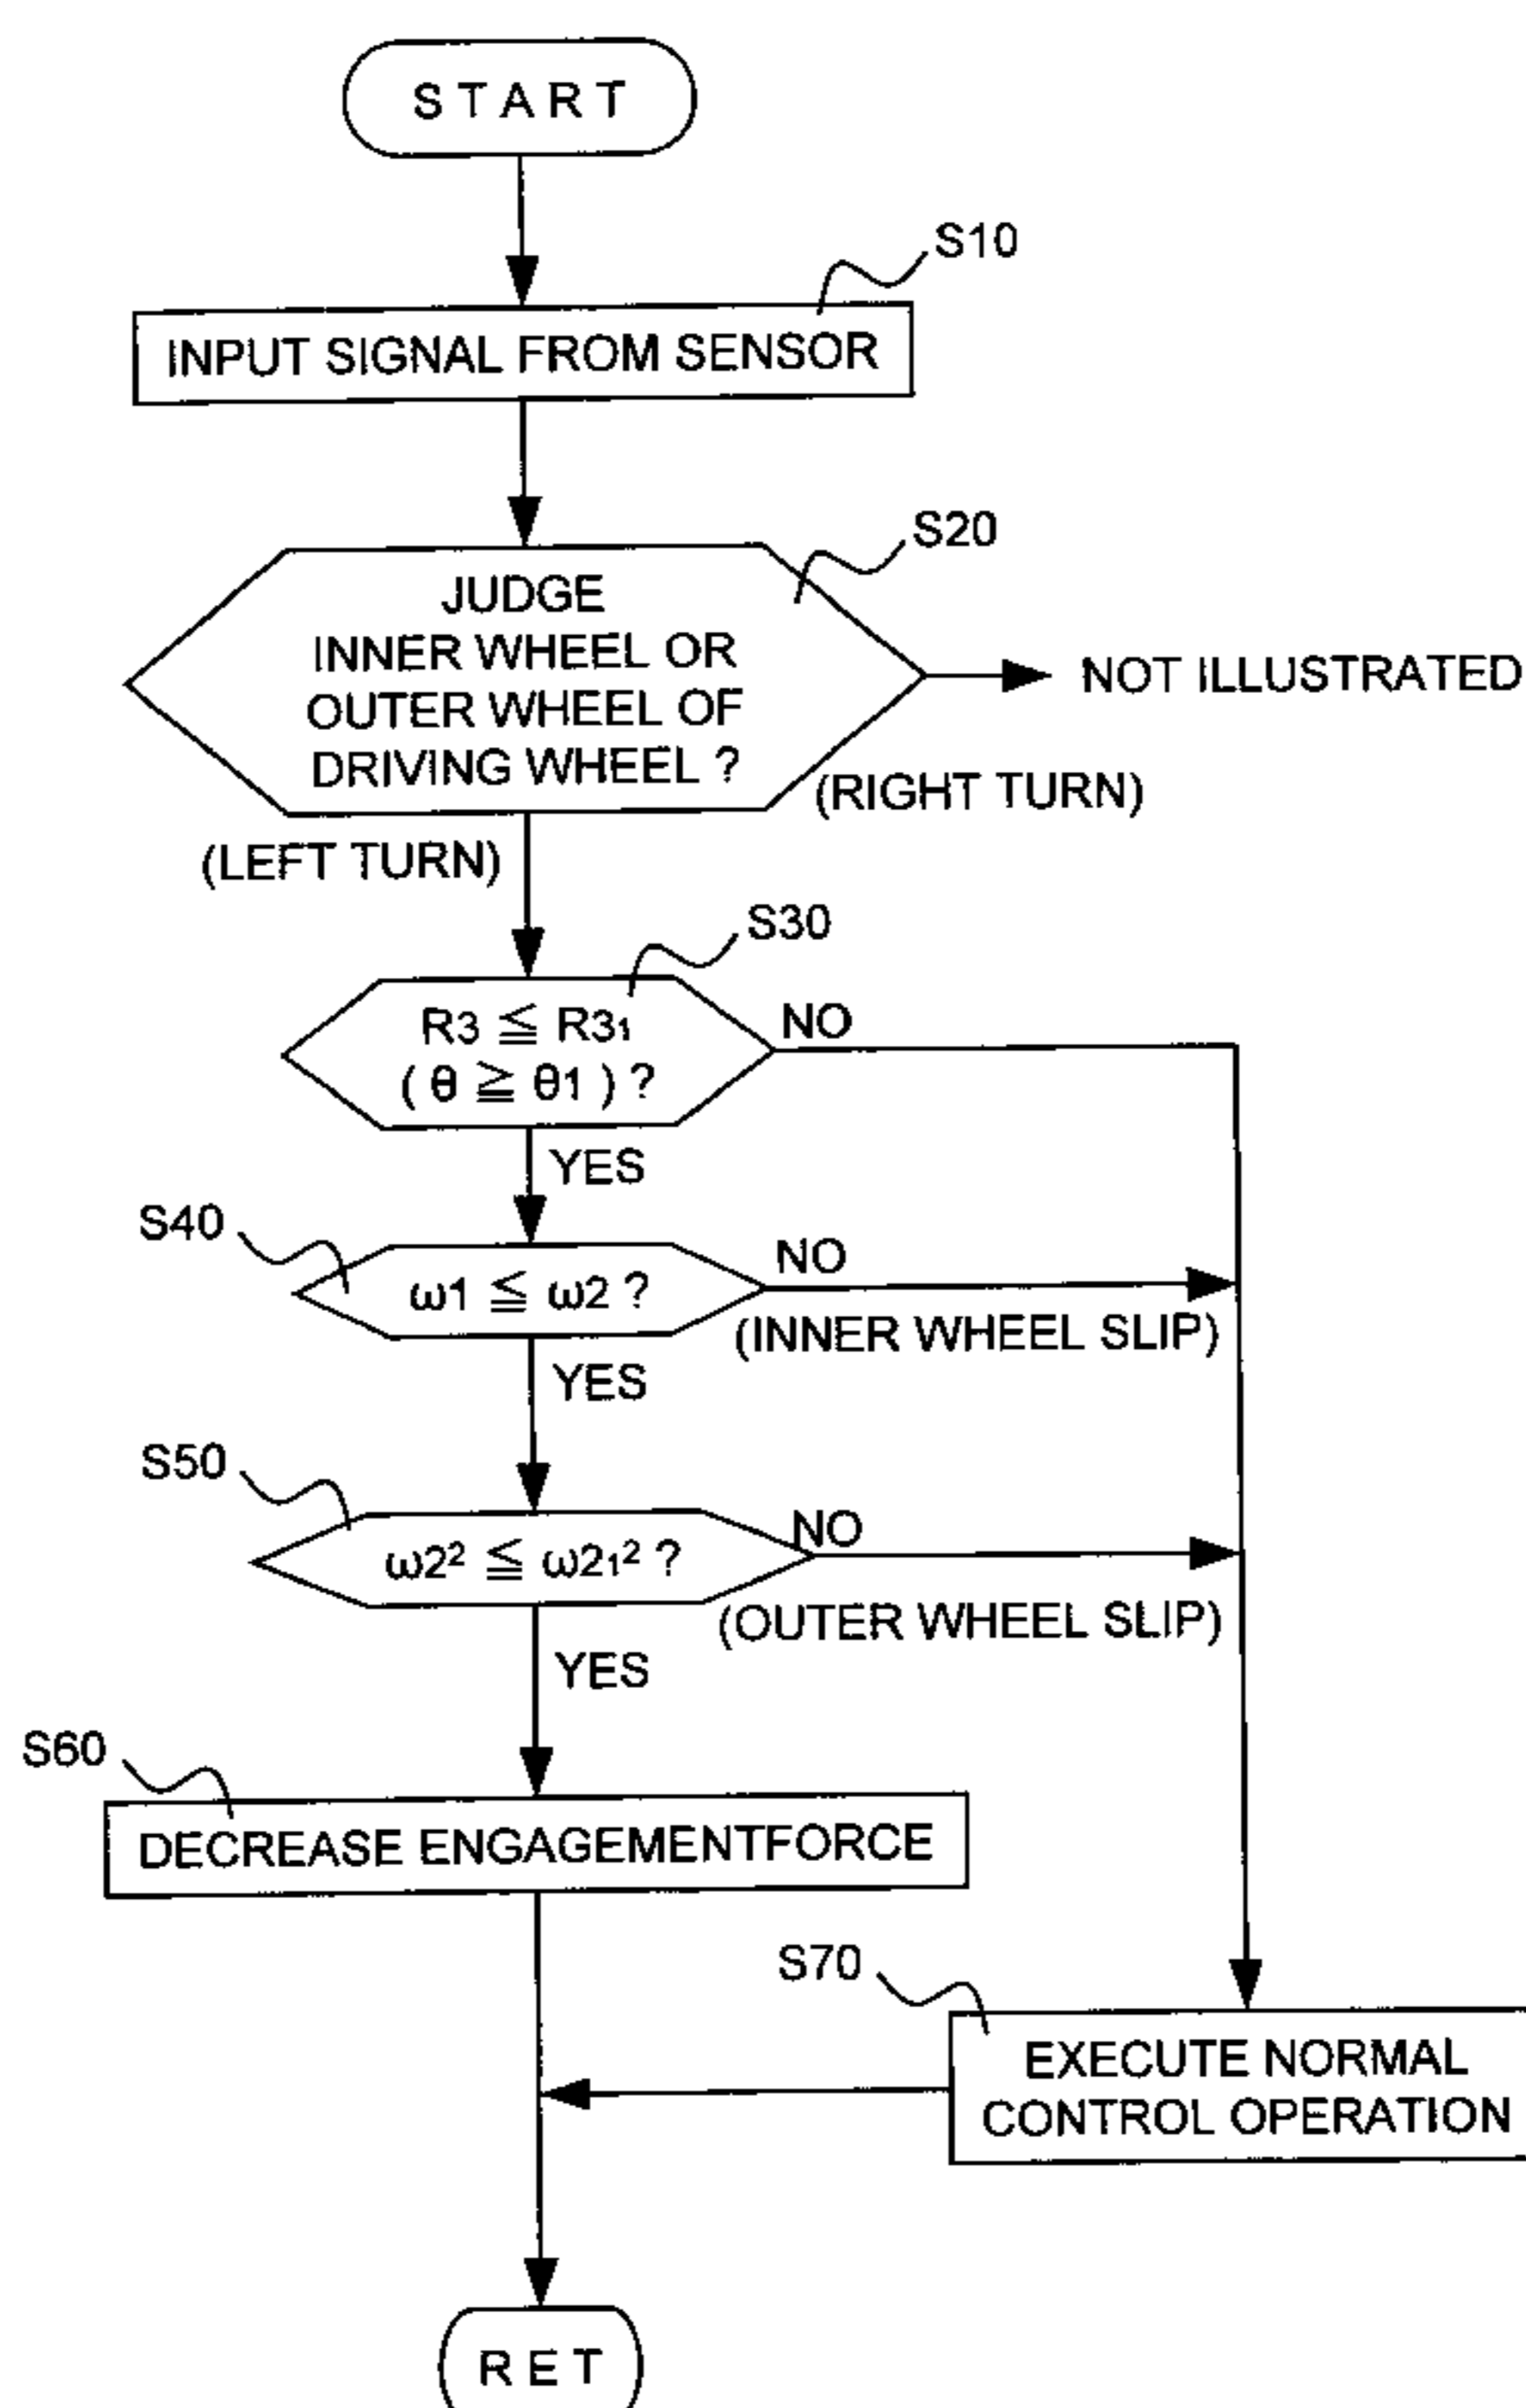 START
S10
INPUT SIGNAL FROM SENSOR
S20
JUDGE
INNER WHEEL OR
OUTER WHEEL OF
DRIVING WHEEL ?
NOT ILLUSTRATED
(RIGHT TURN)
(LEFT TURN)
S30
R3 ≦ R3₁
( θ ≧ θ1 ) ?
NO
YES
S40
ω1 ≦ ω2 ?
NO
(INNER WHEEL SLIP)
YES
S50
ω2² ≦ ω2₁² ?
NO
(OUTER WHEEL SLIP)
YES
S60
DECREASE ENGAGEMENTFORCE
S70
EXECUTE NORMAL
CONTROL OPERATION
RET